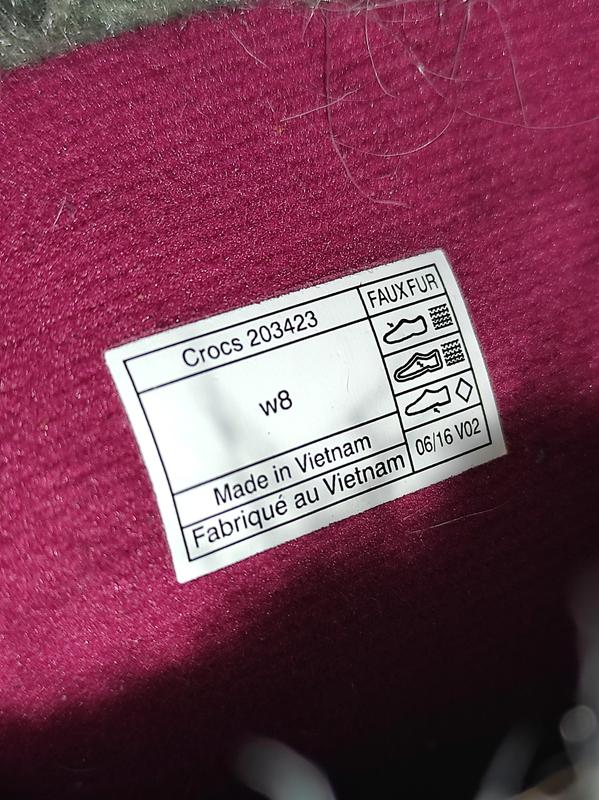 Crocs 203423
FAUX FUR
w8
Made in Vietnam
Fabriqué au Vietnam
06/16 V02